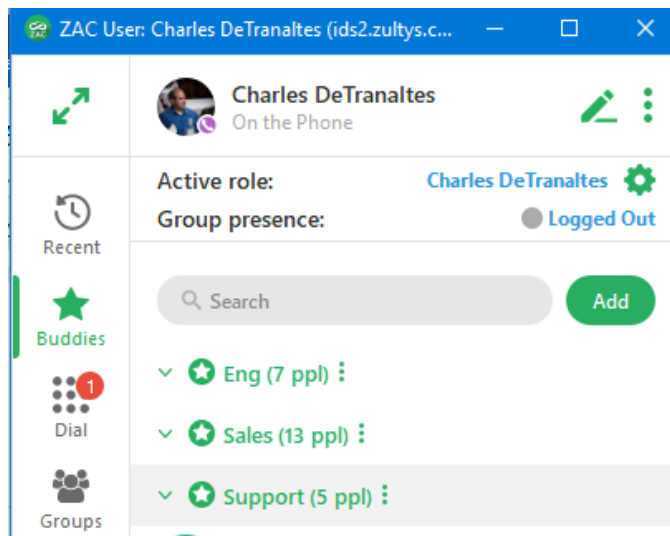 ZAC User: Charles DeTranaltes (ids2.zultys.c...
Charles DeTranaltes
On the Phone
Active role: Charles DeTranaltes
Group presence: Logged Out
Recent
Search Add
Buddies
Eng (7 ppl)
1
Dial
Sales (13 ppl)
Support (5 ppl)
Groups